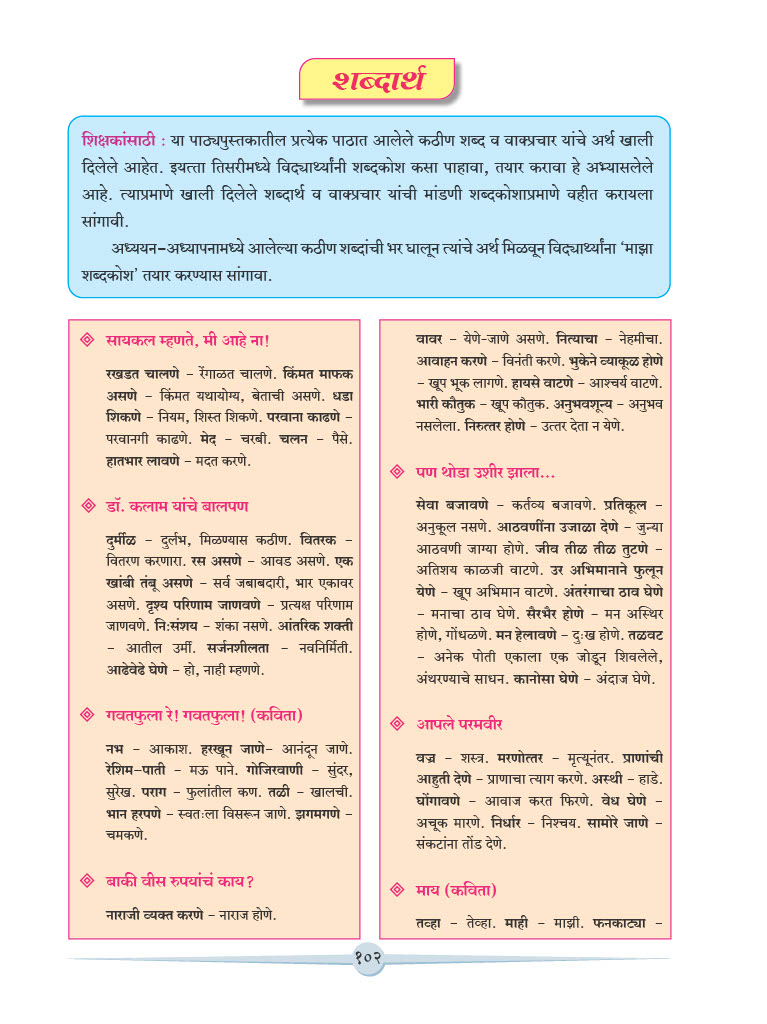 शब्दार्थ
शिक्षकांसाठी : या पाठ्यपुस्तकातील प्रत्येक पाठात आलेले कठीण शब्द व वाक्प्रचार यांचे अर्थ खाली
दिलेले आहेत. इयत्ता तिसरीमध्ये विद्यार्थ्यांनी शब्दकोश कसा पाहावा, तयार करावा हे अभ्यासलेले
आहे. त्याप्रमाणे खाली दिलेले शब्दार्थ व वाक्प्रचार यांची मांडणी शब्दकोशाप्रमाणे वहीत करायला
सांगावी.
अध्ययन-अध्यापनामध्ये आलेल्या कठीण शब्दांची भर घालून त्यांचे अर्थ मिळवून विद्यार्थ्यांना ‘माझा
शब्दकोश’ तयार करण्यास सांगावा.
सायकल म्हणते, मी आहे ना!
रखडत चालणे - रेंगाळत चालणे. किंमत माफक
असणे - किंमत यथायोग्य, बेताची असणे. धडा
शिकणे - नियम, शिस्त शिकणे. परवाना काढणे -
परवानगी काढणे. मेद - चरबी. चलन - पैसे.
हातभार लावणे - मदत करणे.
डॉ. कलाम यांचे बालपण
दुर्मीळ - दुर्लभ, मिळण्यास कठीण. वितरक -
वितरण करणारा. रस असणे - आवड असणे. एक
खांबी तंबू असणे - सर्व जबाबदारी, भार एकावर
असणे. दृश्य परिणाम जाणवणे - प्रत्यक्ष परिणाम
जाणवणे. नि:संशय - शंका नसणे. आंतरिक शक्ती
- आतील उर्मी. सर्जनशीलता - नवनिर्मिती.
आढेवेढे घेणे - हो, नाही म्हणणे.
गवतफुला रे! गवतफुला! (कविता)
नभ - आकाश. हरखून जाणे- आनंदून जाणे.
रेशिम-पाती - मऊ पाने. गोजिरवाणी - सुंदर,
सुरेख. पराग - फुलांतील कण. तळी - खालची.
भान हरपणे - स्वतःला विसरून जाणे. झगमगणे -
चमकणे.
बाकी वीस रुपयांचं काय?
नाराजी व्यक्त करणे - नाराज होणे.
वावर - येणे-जाणे असणे. नित्याचा - नेहमीचा.
आवाहन करणे - विनंती करणे. भुकेने व्याकूळ होणे
- खूप भूक लागणे. हायसे वाटणे - आश्चर्य वाटणे.
भारी कौतुक - खूप कौतुक. अनुभवशून्य - अनुभव
नसलेला. निरुत्तर होणे - उत्तर देता न येणे.
पण थोडा उशीर झाला...
सेवा बजावणे - कर्तव्य बजावणे. प्रतिकूल -
अनुकूल नसणे. आठवणींना उजाळा देणे - जुन्या
आठवणी जाग्या होणे. जीव तीळ तीळ तुटणे -
अतिशय काळजी वाटणे. उर अभिमानाने फुलून
येणे - खूप अभिमान वाटणे. अंतरंगाचा ठाव घेणे
- मनाचा ठाव घेणे. सैरभैर होणे - मन अस्थिर
होणे, गोंधळणे. मन हेलावणे - दुःख होणे. तळवट
- अनेक पोती एकाला एक जोडून शिवलेले,
अंथरण्याचे साधन. कानोसा घेणे - अंदाज घेणे.
आपले परमवीर
वज्र - शस्त्र. मरणोत्तर - मृत्यूनंतर. प्राणांची
आहुती देणे - प्राणाचा त्याग करणे. अस्थी - हाडे.
घोंगावणे - आवाज करत फिरणे. वेध घेणे -
अचूक मारणे. निर्धार - निश्चय. सामोरे जाणे -
संकटांना तोंड देणे.
माय (कविता)
तव्हा - तेव्हा. माही - माझी. फनकाट्या -
१०२